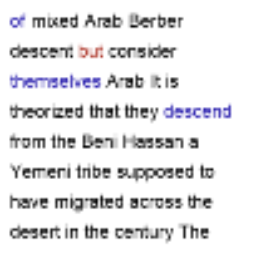 of mixed Arab Berber
descent but consider
themselves Arab It is
theorized that they descend
from the Beni Hassan a
Yemeni tribe supposed to
have migrated across the
desert in the century The